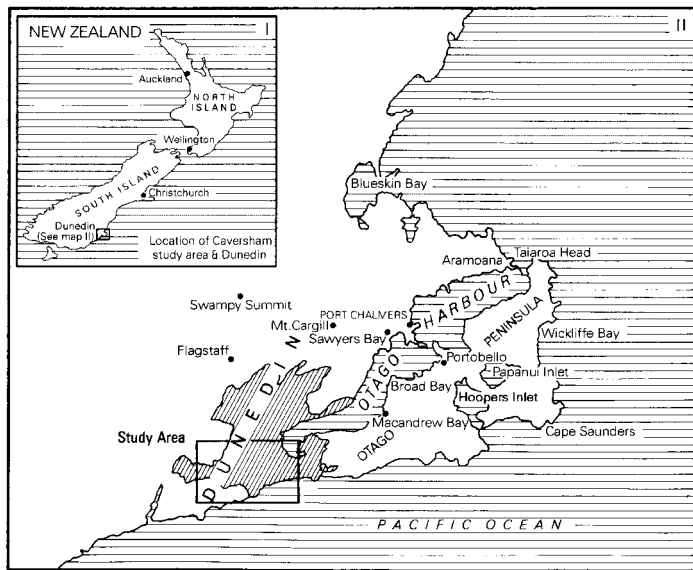 NEW ZEALAND
I
Auckland
NORTH
ISLAND
Wellington
SOUTH ISLAND
Christchurch
Dunedin
(See map II)
Location of Caversham
study area & Dunedin
II
Blueskin Bay
Aramoana
Taiaroa Head
Swampy Summit
Mt.Cargill
PORT CHALMERS
Sawyers Bay
OTAGO HARBOUR
PENINSULA
Wickliffe Bay
Flagstaff
Portobello
Papanui Inlet
Broad Bay
Hoopers Inlet
Macandrew Bay
OTAGO
Cape Saunders
Study Area
DUNEDIN
PACIFIC OCEAN